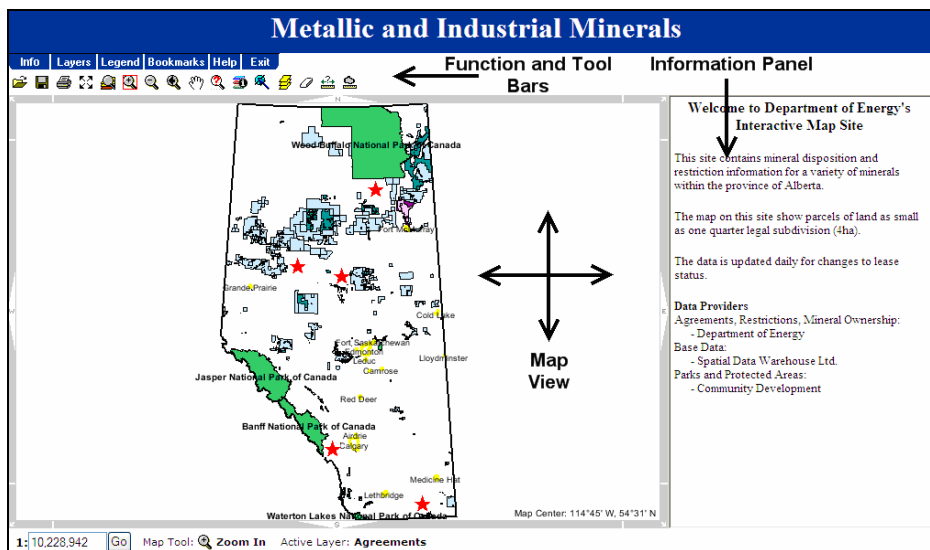 Metallic and Industrial Minerals
Info Layers Legend Bookmarks Help Exit
Function and Tool Bars
Information Panel
N
Wood Buffalo National Park of Canada
Fort McMurray
Grande Prairie
Cold Lake
Fort Saskatchewan
Edmonton
Leduc
Lloydminster
Camrose
Jasper National Park of Canada
Red Deer
Banff National Park of Canada
Airdrie
Calgary
Medicine Hat
Lethbridge
Waterton Lakes National Park of Canada
W
E
S
Map View
Map Center: 114°45' W, 54°31' N
Welcome to Department of Energy's
Interactive Map Site
This site contains mineral disposition and
restriction information for a variety of minerals
within the province of Alberta.
The map on this site show parcels of land as small
as one quarter legal subdivision (4ha).
The data is updated daily for changes to lease
status.
Data Providers
Agreements, Restrictions, Mineral Ownership:
- Department of Energy
Base Data:
- Spatial Data Warehouse Ltd.
Parks and Protected Areas:
- Community Development
1: 10,228,942 Go Map Tool: Zoom In Active Layer: Agreements